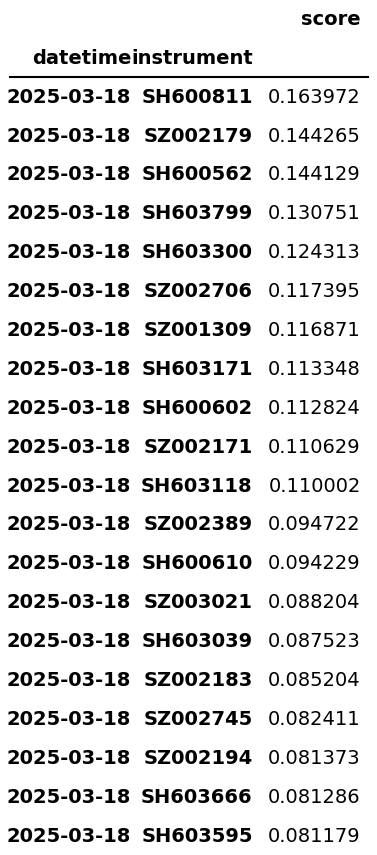 score
datetime instrument
2025-03-18 SH600811 0.163972
2025-03-18 SZ002179 0.144265
2025-03-18 SH600562 0.144129
2025-03-18 SH603799 0.130751
2025-03-18 SH603300 0.124313
2025-03-18 SZ002706 0.117395
2025-03-18 SZ001309 0.116871
2025-03-18 SH603171 0.113348
2025-03-18 SH600602 0.112824
2025-03-18 SZ002171 0.110629
2025-03-18 SH603118 0.110002
2025-03-18 SZ002389 0.094722
2025-03-18 SH600610 0.094229
2025-03-18 SZ003021 0.088204
2025-03-18 SH603039 0.087523
2025-03-18 SZ002183 0.085204
2025-03-18 SZ002745 0.082411
2025-03-18 SZ002194 0.081373
2025-03-18 SH603666 0.081286
2025-03-18 SH603595 0.081179